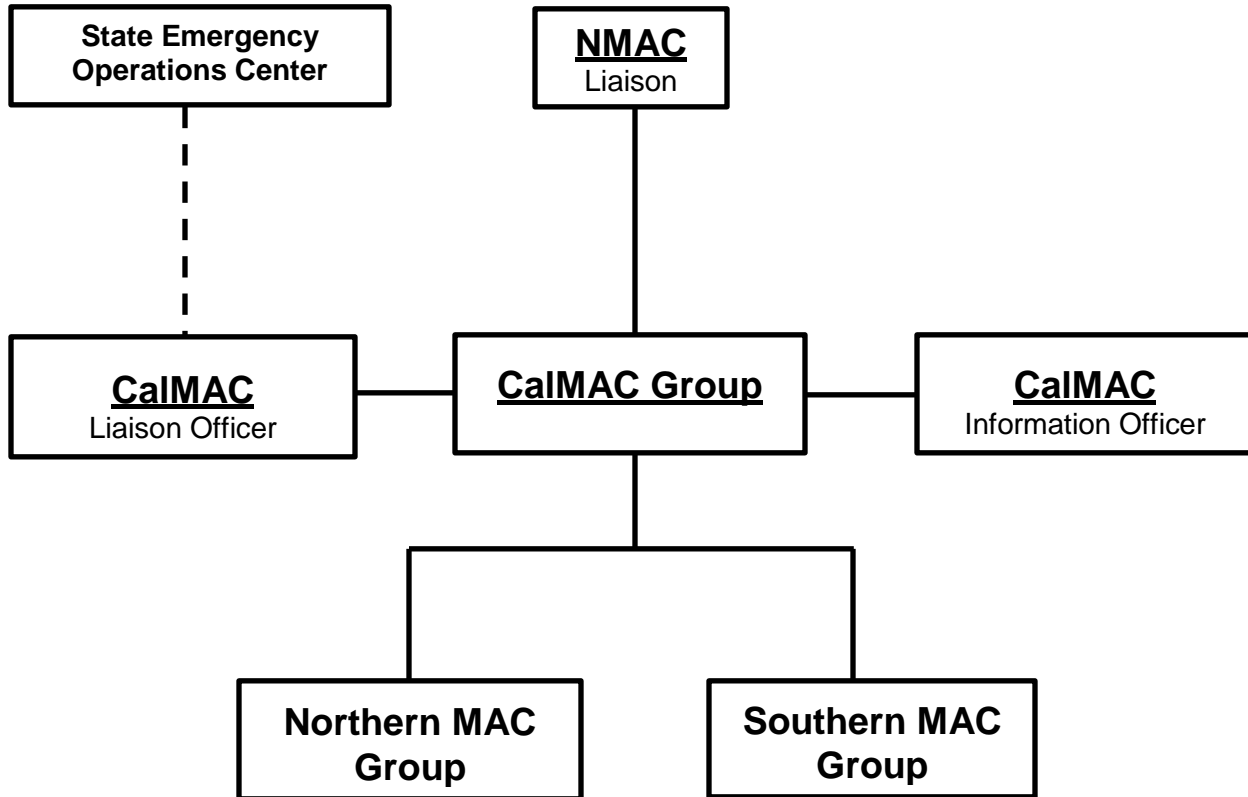 State Emergency
Operations Center
NMAC
Liaison
CalMAC
Liaison Officer
CalMAC Group
CalMAC
Information Officer
Northern MAC
Group
Southern MAC
Group